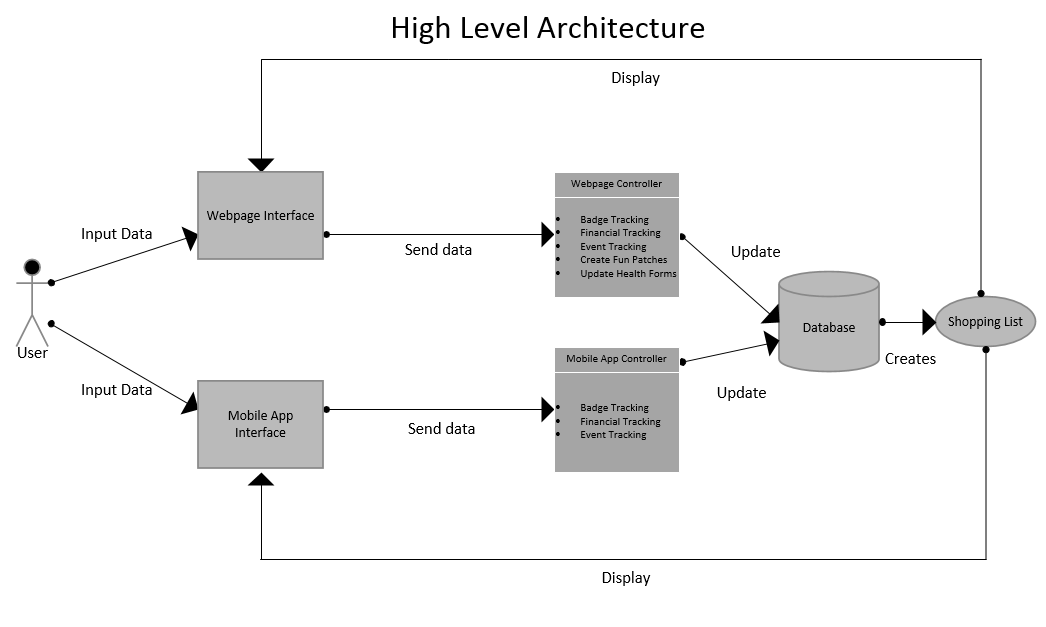 High Level Architecture
Display
Webpage Interface
Input Data
Send data
Webpage Controller
Badge Tracking
Financial Tracking
Event Tracking
Create Fun Patches
Update Health Forms
Update
User
Database
Shopping List
Creates
Input Data
Mobile App
Interface
Send data
Mobile App Controller
Badge Tracking
Financial Tracking
Event Tracking
Update
Display